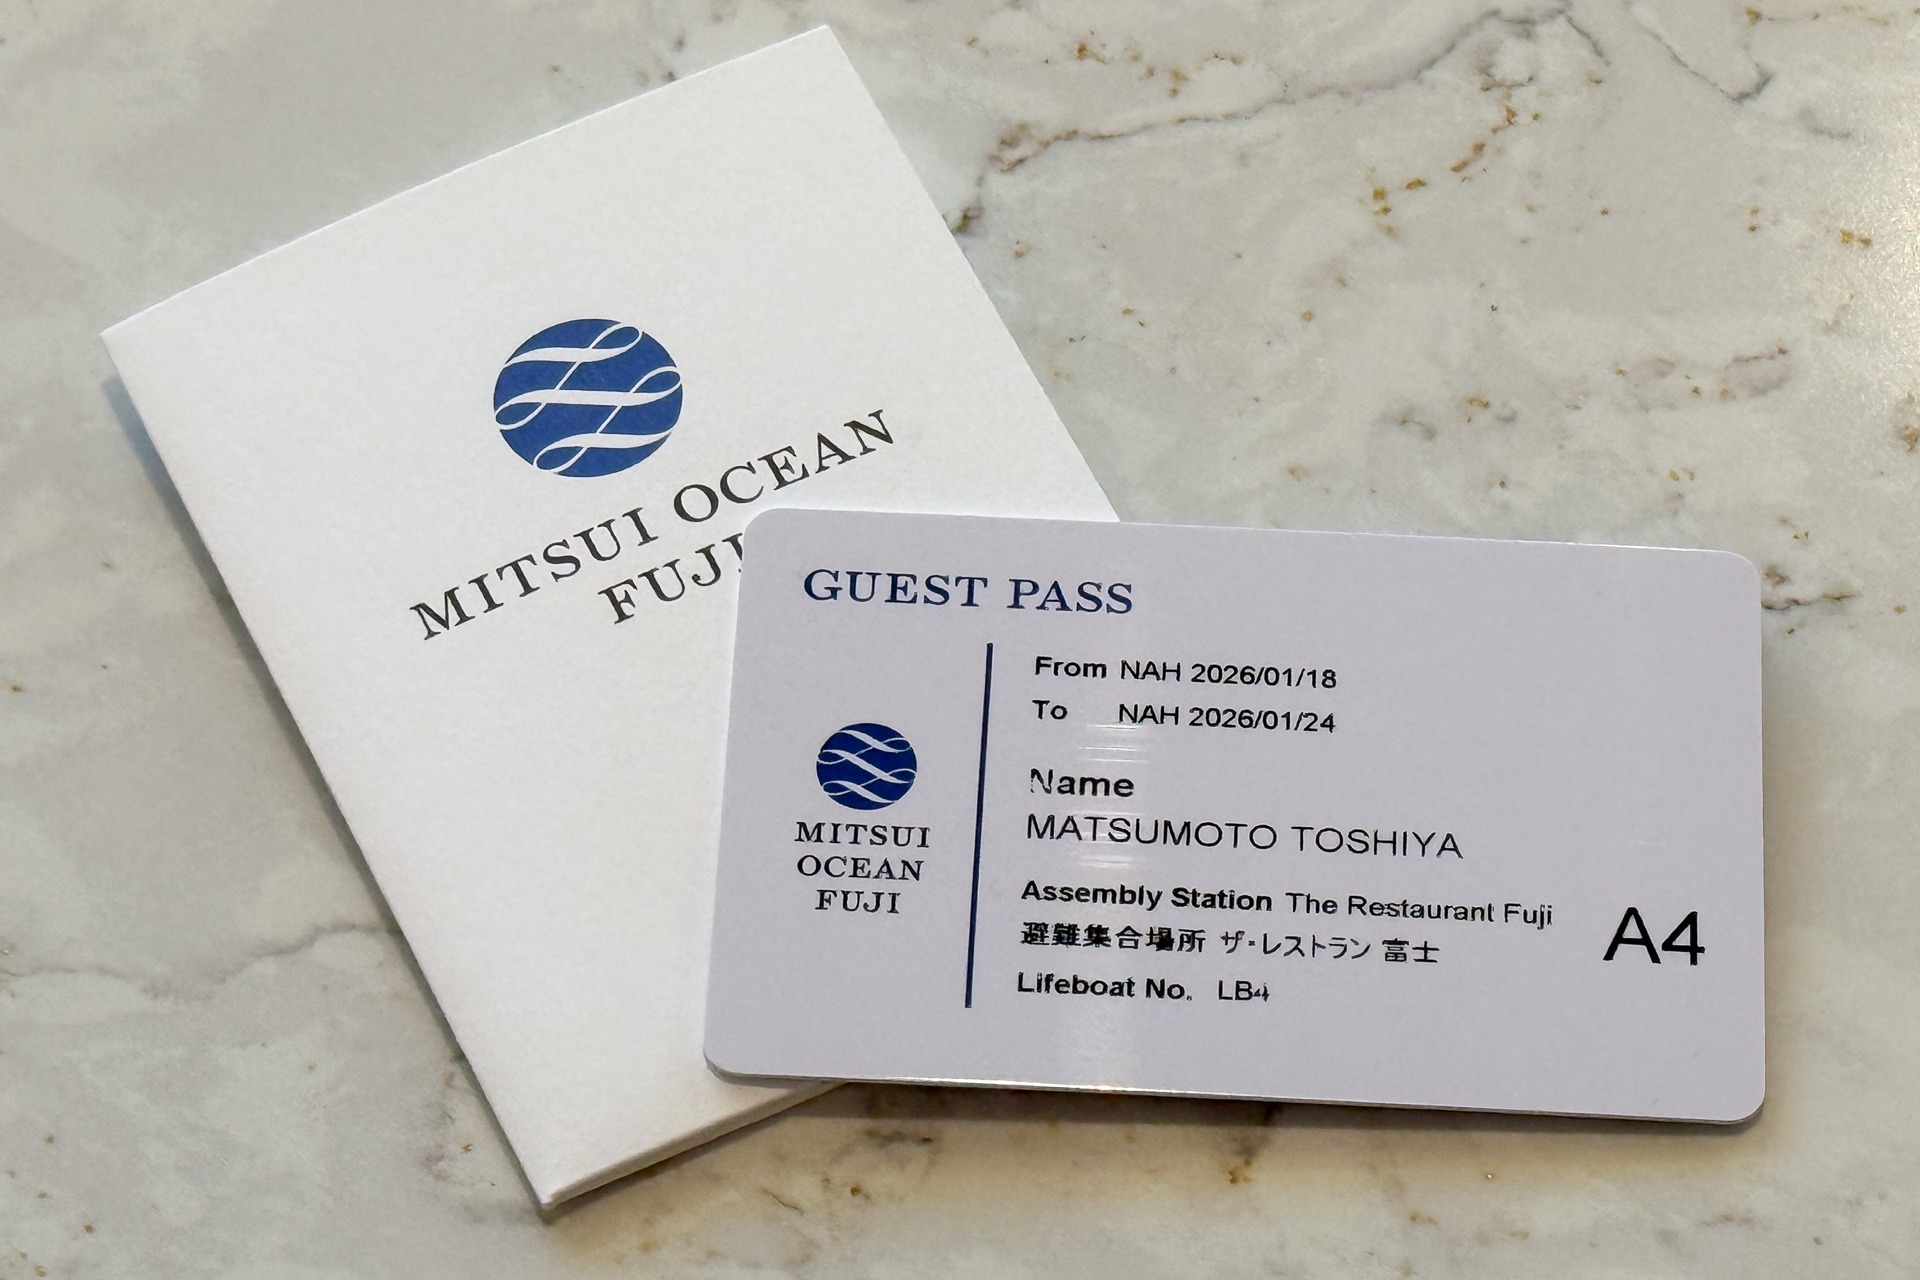 MITSUI OCEAN
FUJI
GUEST PASS
From NAH 2026/01/18
To NAH 2026/01/24
Name
MATSUMOTO TOSHIYA
Assembly Station The Restaurant Fuji
避難集合場所 ザ・レストラン 富士
Lifeboat No. LB4
A4
MITSUI
OCEAN
FUJI